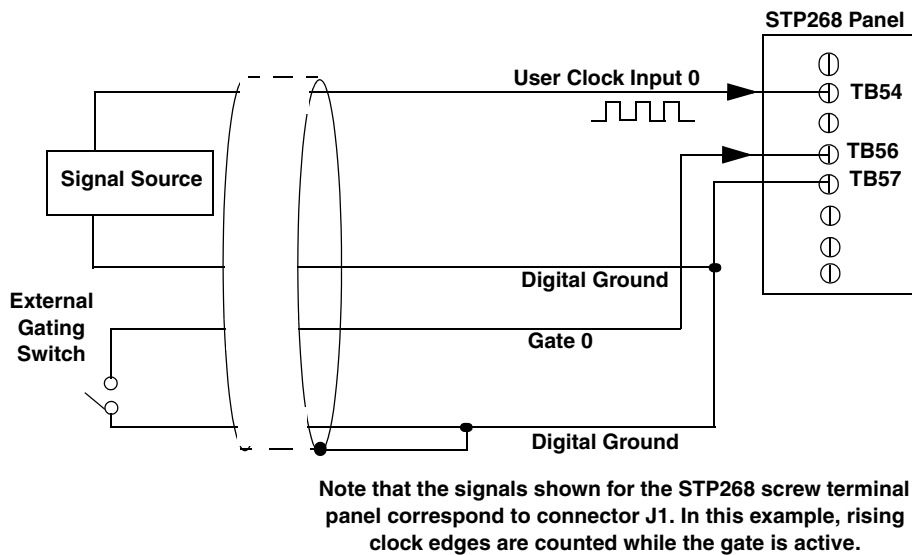 STP268 Panel
User Clock Input 0
TB54
TB56
TB57
Signal Source
Digital Ground
External
Gating
Switch
Gate 0
Digital Ground
Note that the signals shown for the STP268 screw terminal
panel correspond to connector J1. In this example, rising
clock edges are counted while the gate is active.